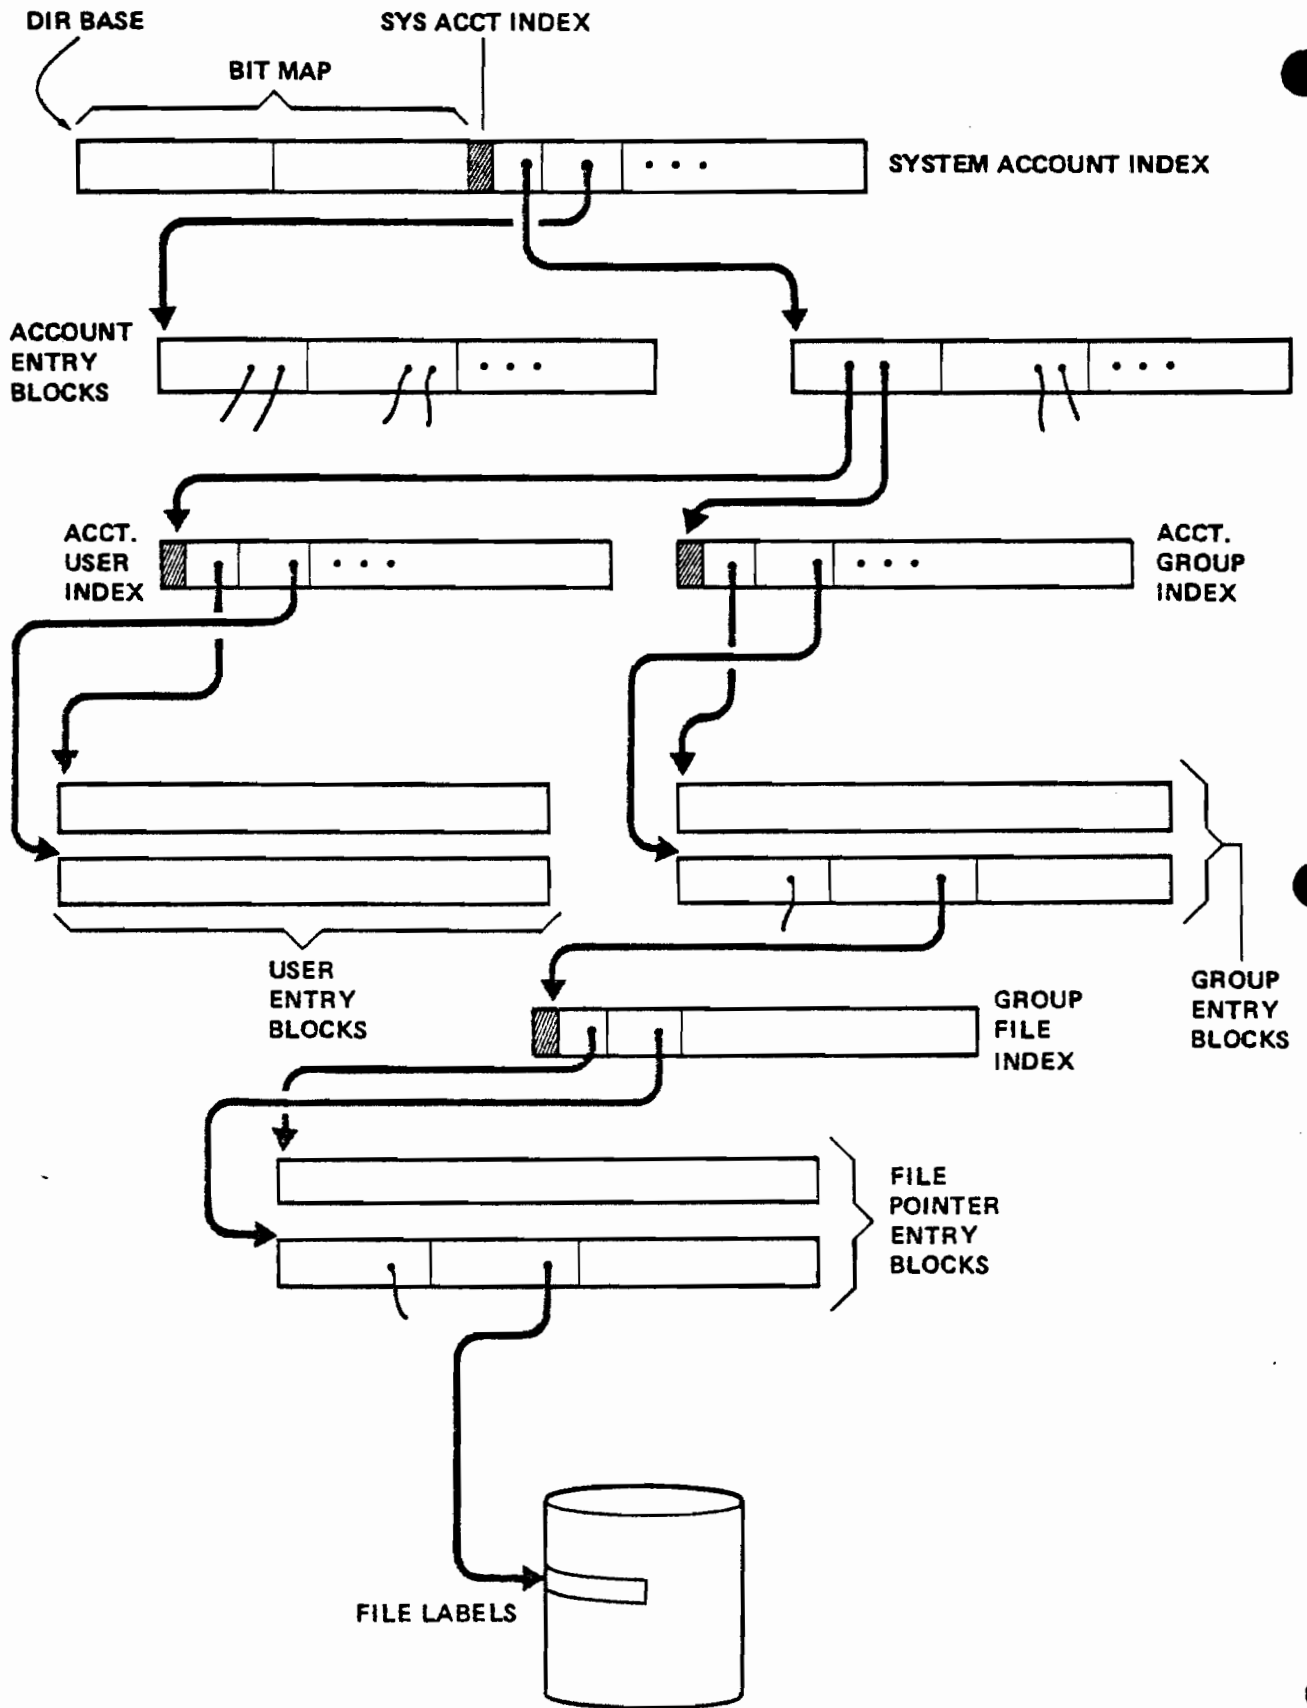 DIR BASE
SYS ACCT INDEX
BIT MAP
SYSTEM ACCOUNT INDEX
ACCOUNT
ENTRY
BLOCKS
ACCT.
USER
INDEX
ACCT.
GROUP
INDEX
USER
ENTRY
BLOCKS
GROUP
FILE
INDEX
GROUP
ENTRY
BLOCKS
FILE
POINTER
ENTRY
BLOCKS
FILE LABELS